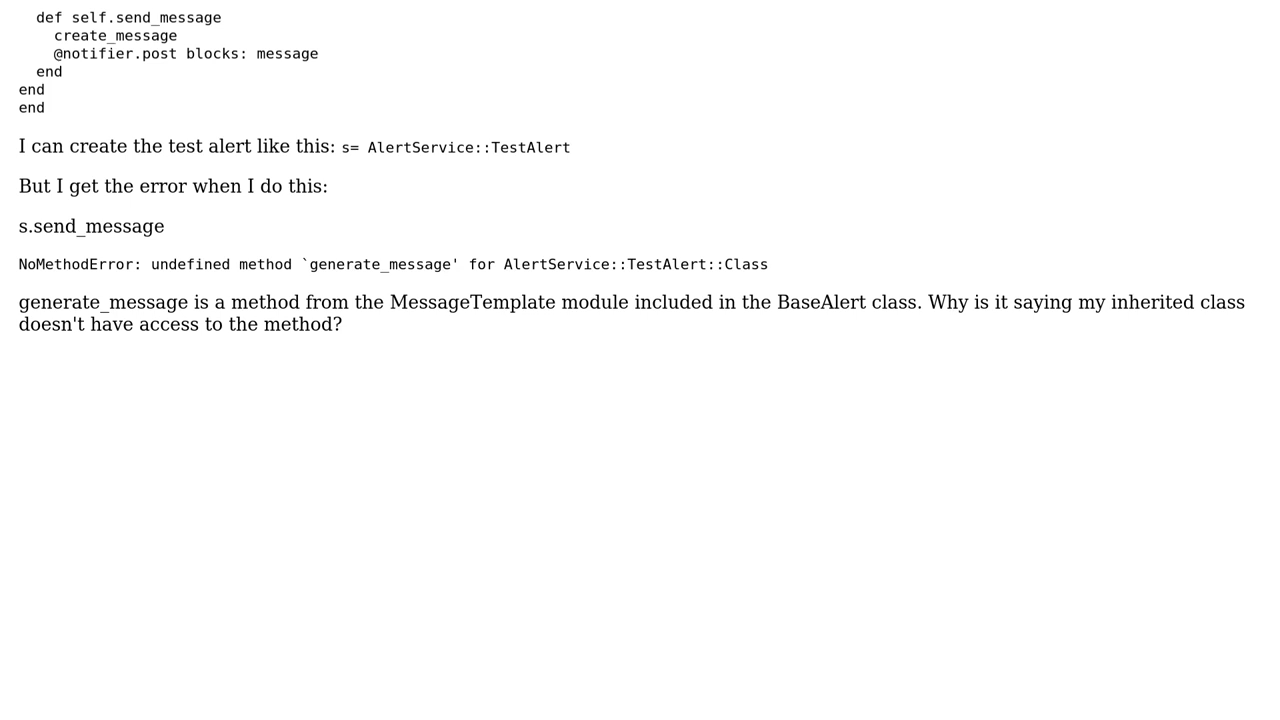 def self.send_message
create_message
@notifier.post blocks: message
end
end
end
I can create the test alert like this: s= AlertService::TestAlert
But I get the error when I do this:
s.send_message
NoMethodError: undefined method `generate_message' for AlertService::TestAlert::Class
generate_message is a method from the MessageTemplate module included in the BaseAlert class. Why is it saying my inherited class
doesn't have access to the method?